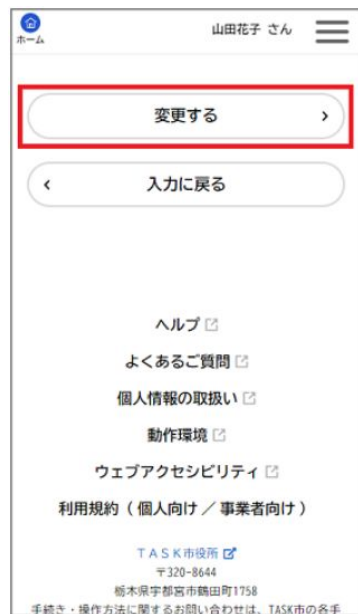 ホーム
山田花子 さん
変更する
入力に戻る
ヘルプ
よくあるご質問
個人情報の取扱い
動作環境
ウェブアクセシビリティ
利用規約（個人向け／事業者向け）
ＴＡＳＫ市役所
〒320-8644
栃木県宇都宮市鶴田町1758
手続き・操作方法に関するお問い合わせは、TASK市の各手